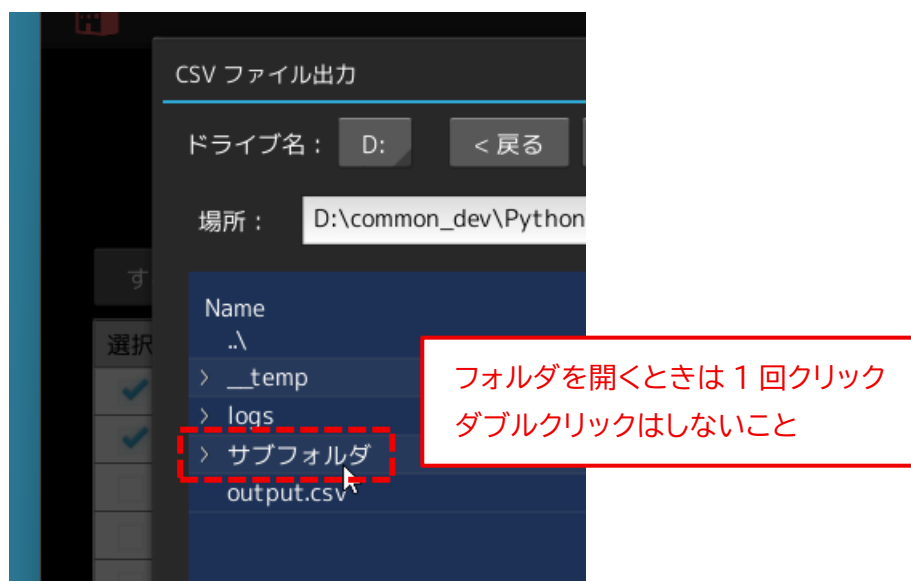 CSV ファイル出力
ドライブ名： D: < 戻る
場所： D:\common_dev\Python
す
Name
選択
..\
> __temp
> logs
> サブフォルダ
output.csv
フォルダを開くときは 1 回クリック
ダブルクリックはしないこと